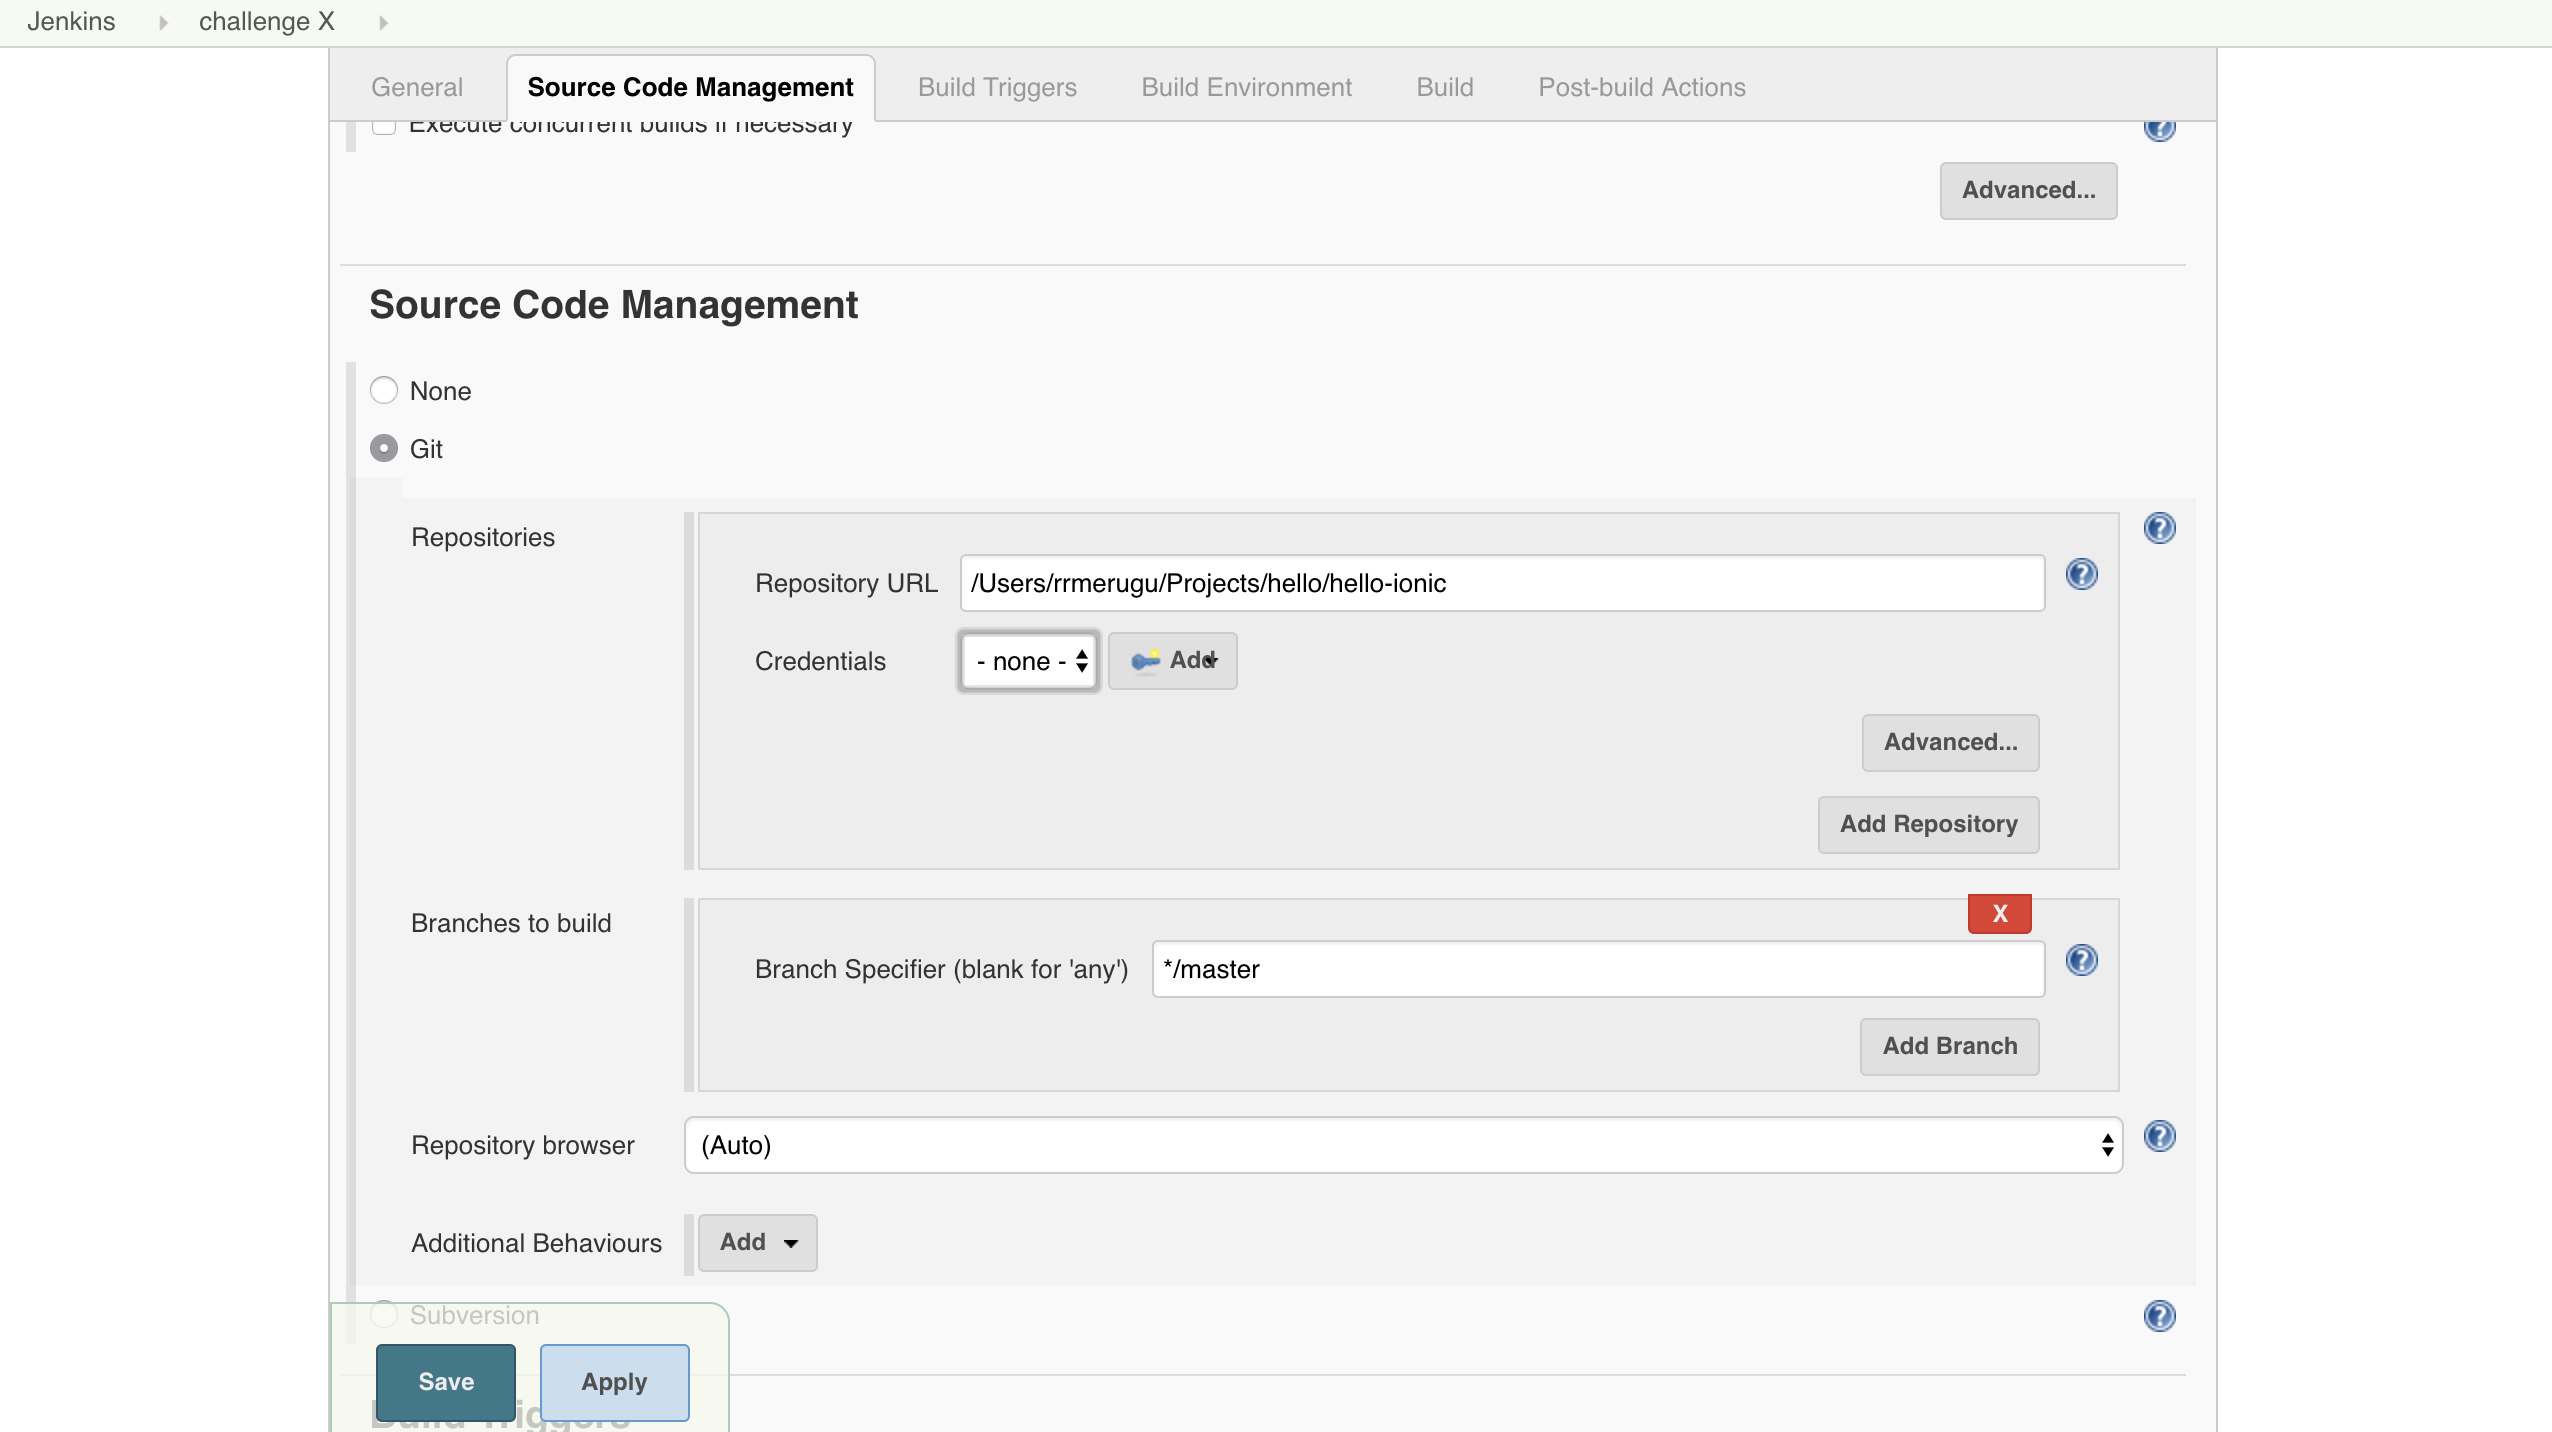 Jenkins challenge X
General Source Code Management Build Triggers Build Environment Build Post-build Actions
Execute concurrent builds if necessary
Advanced...
Source Code Management
None
Git
Repositories
Repository URL /Users/rrmerugu/Projects/hello/hello-ionic
Credentials - none - Add
Advanced...
Add Repository
Branches to build
X
Branch Specifier (blank for 'any') */master
Add Branch
Repository browser (Auto)
Additional Behaviours Add
Subversion
Save Apply
Build Triggers